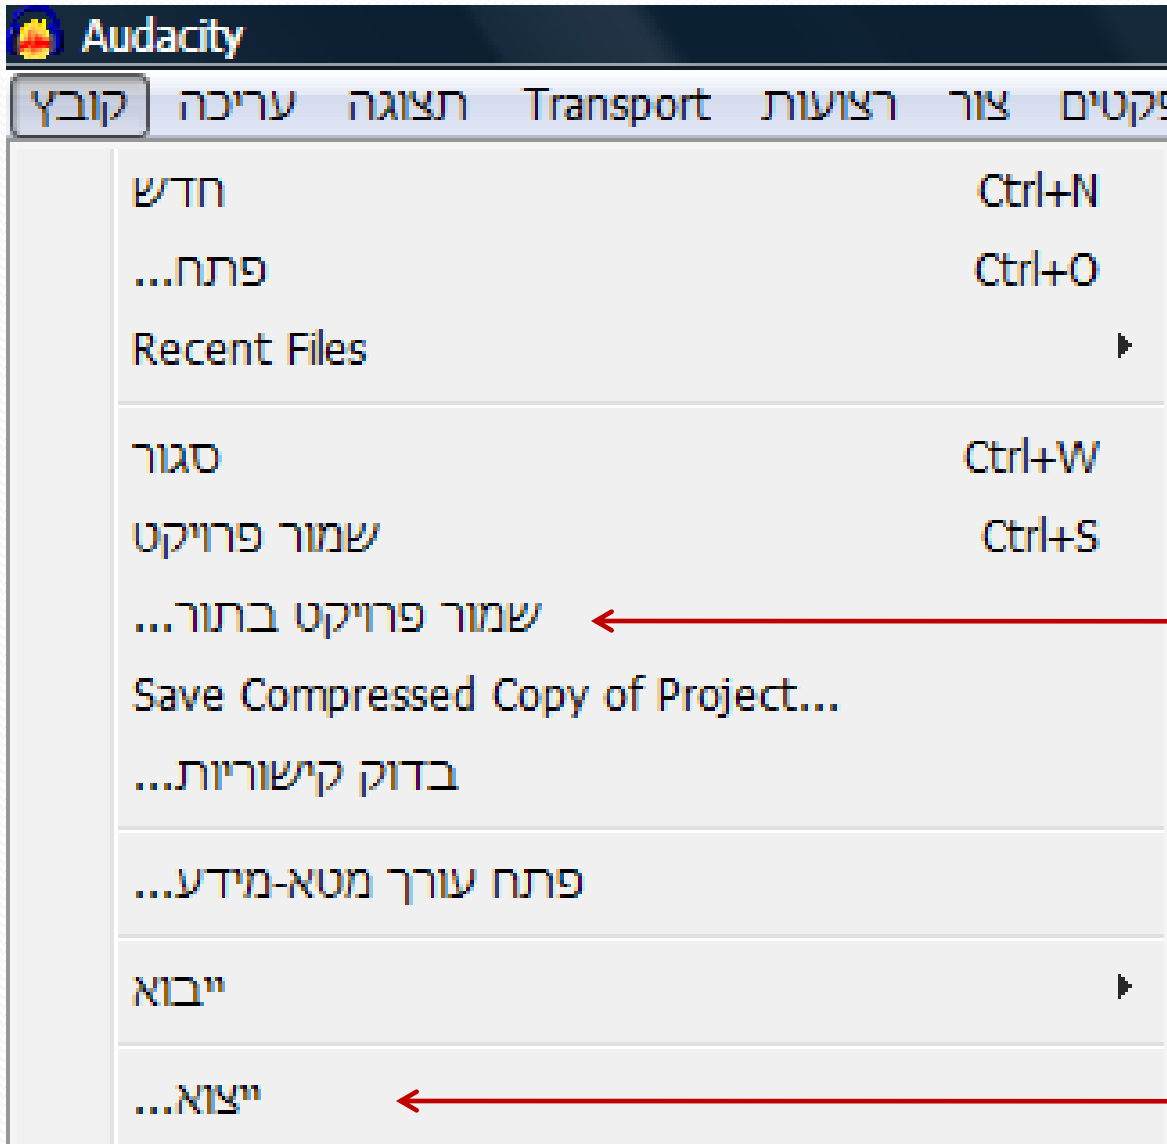 Audacity
קובץ עריכה תצוגה Transport רצועות צור פקטים
חדש Ctrl+N
פתח... Ctrl+O
Recent Files
סגור Ctrl+W
שמור פרויקט Ctrl+S
שמור פרויקט בתור...
Save Compressed Copy of Project...
בדוק קישוריות...
פתח עורך מטא-מידע...
ייבוא
ייצוא...